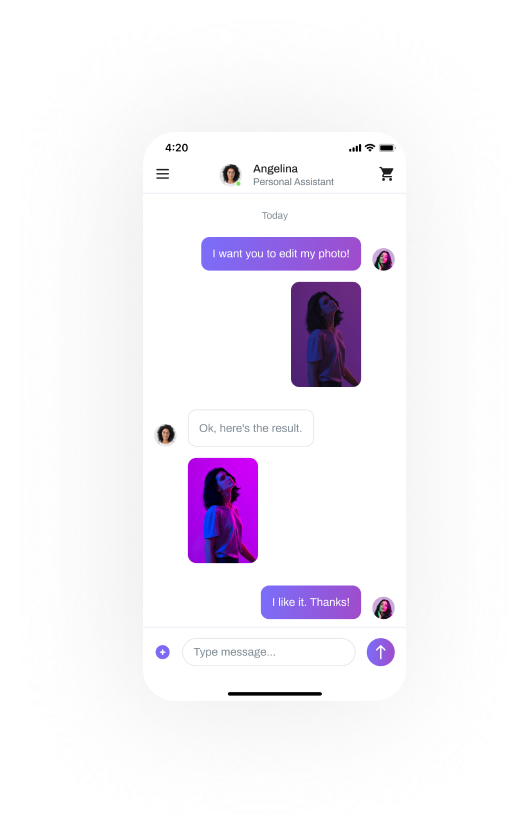 4:20
Angelina
Personal Assistant
Today
I want you to edit my photo!
Ok, here's the result.
I like it. Thanks!
Type message...